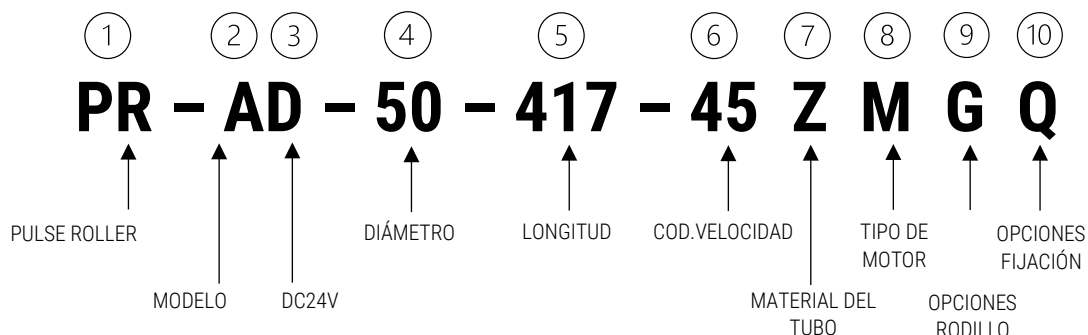 1 2 3 4 5 6 7 8 9 10
PR – AD – 50 – 417 – 45 Z M G Q
PULSE ROLLER
DIÁMETRO
LONGITUD
COD.VELOCIDAD
TIPO DE
MOTOR
OPCIONES
FIJACIÓN
MODELO
DC24V
MATERIAL DEL
TUBO
OPCIONES
RODILLO